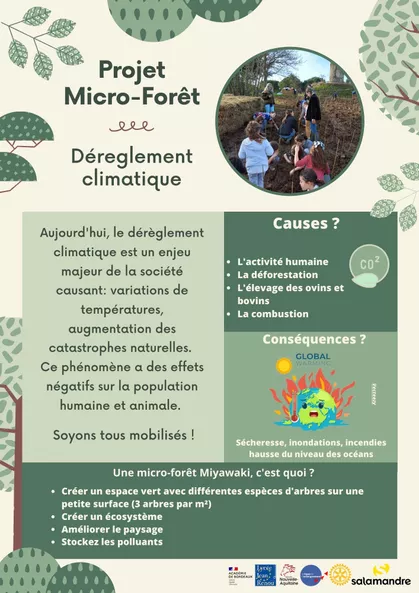 Projet
Micro-Forêt
Déreglement
climatique
Aujourd'hui, le dérèglement
climatique est un enjeu
majeur de la société
causant: variations de
températures,
augmentation des
catastrophes naturelles.
Ce phénomène a des effets
négatifs sur la population
humaine et animale.
Soyons tous mobilisés !
Causes ?
L'activité humaine
La déforestation
L'élevage des ovins et
bovins
La combustion
CO²
Conséquences ?
GLOBAL
Sécheresse, inondations, incendies
hausse du niveau des océans
Une micro-forêt Miyawaki, c'est quoi ?
Créer un espace vert avec différentes espèces d'arbres sur une
petite surface (3 arbres par m²)
Créer un écosystème
Améliorer le paysage
Stockez les polluants
ACADÉMIE
DE BORDEAUX
Lycée
Jean
Renou
Nouvelle
Aquitaine
salamandre